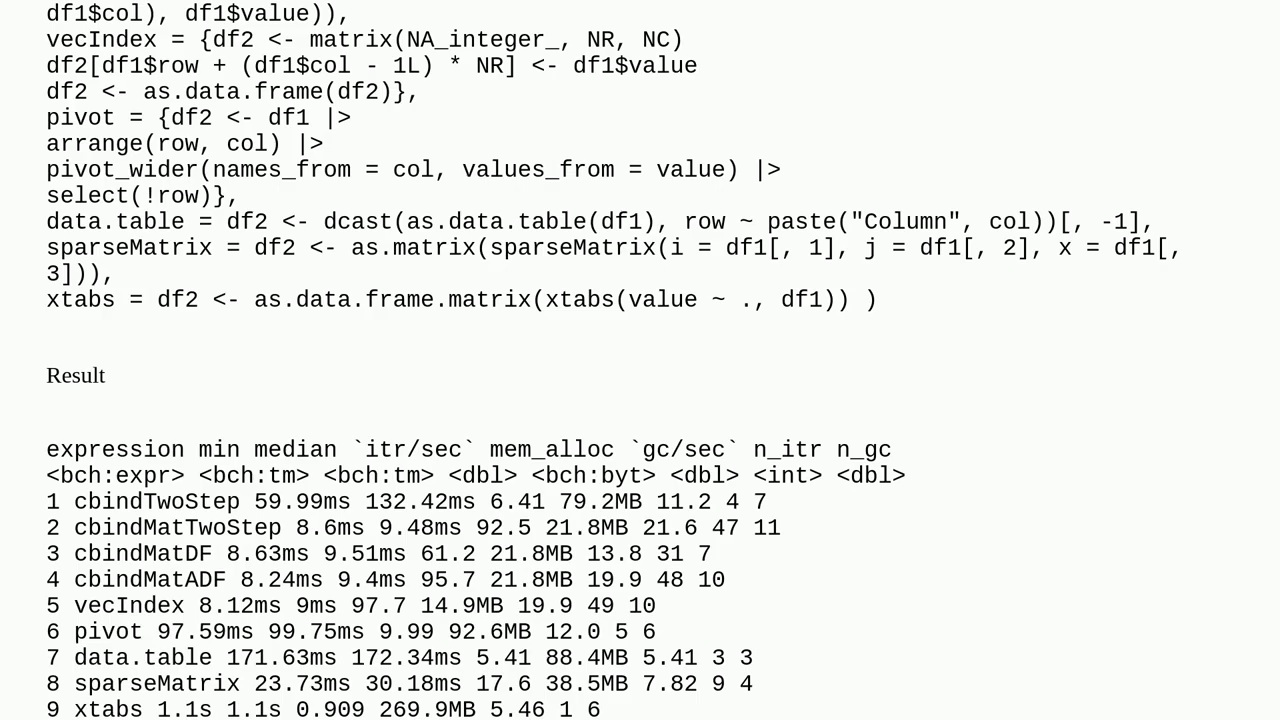 df1$col), df1$value)),
vecIndex = {df2 <- matrix(NA_integer_, NR, NC)
df2[df1$row + (df1$col - 1L) * NR] <- df1$value
df2 <- as.data.frame(df2)},
pivot = {df2 <- df1 |>
arrange(row, col) |>
pivot_wider(names_from = col, values_from = value) |>
select(!row)},
data.table = df2 <- dcast(as.data.table(df1), row ~ paste("Column", col))[, -1],
sparseMatrix = df2 <- as.matrix(sparseMatrix(i = df1[, 1], j = df1[, 2], x = df1[,
3])),
xtabs = df2 <- as.data.frame.matrix(xtabs(value ~ ., df1)) )
Result
expression min median `itr/sec` mem_alloc `gc/sec` n_itr n_gc
<bch:expr> <bch:tm> <bch:tm> <dbl> <bch:byt> <dbl> <int> <dbl>
1 cbindTwoStep 59.99ms 132.42ms 6.41 79.2MB 11.2 4 7
2 cbindMatTwoStep 8.6ms 9.48ms 92.5 21.8MB 21.6 47 11
3 cbindMatDF 8.63ms 9.51ms 61.2 21.8MB 13.8 31 7
4 cbindMatADF 8.24ms 9.4ms 95.7 21.8MB 19.9 48 10
5 vecIndex 8.12ms 9ms 97.7 14.9MB 19.9 49 10
6 pivot 97.59ms 99.75ms 9.99 92.6MB 12.0 5 6
7 data.table 171.63ms 172.34ms 5.41 88.4MB 5.41 3 3
8 sparseMatrix 23.73ms 30.18ms 17.6 38.5MB 7.82 9 4
9 xtabs 1.1s 1.1s 0.909 269.9MB 5.46 1 6